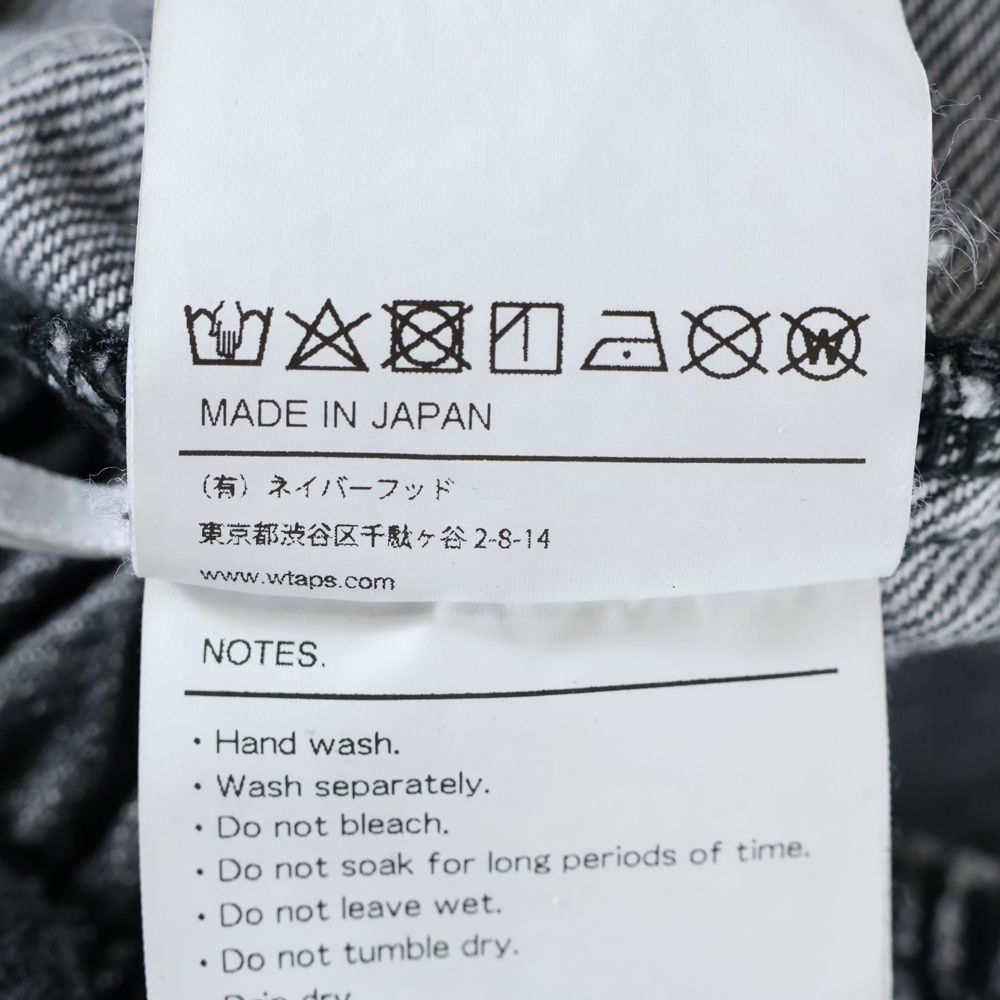 MADE IN JAPAN
（有）ネイバーフッド
東京都渋谷区千駄ヶ谷 2-8-14
www.wtaps.com
NOTES.
・Hand wash.
・Wash separately.
・Do not bleach.
・Do not soak for long periods of time.
・Do not leave wet.
・Do not tumble dry.
dry